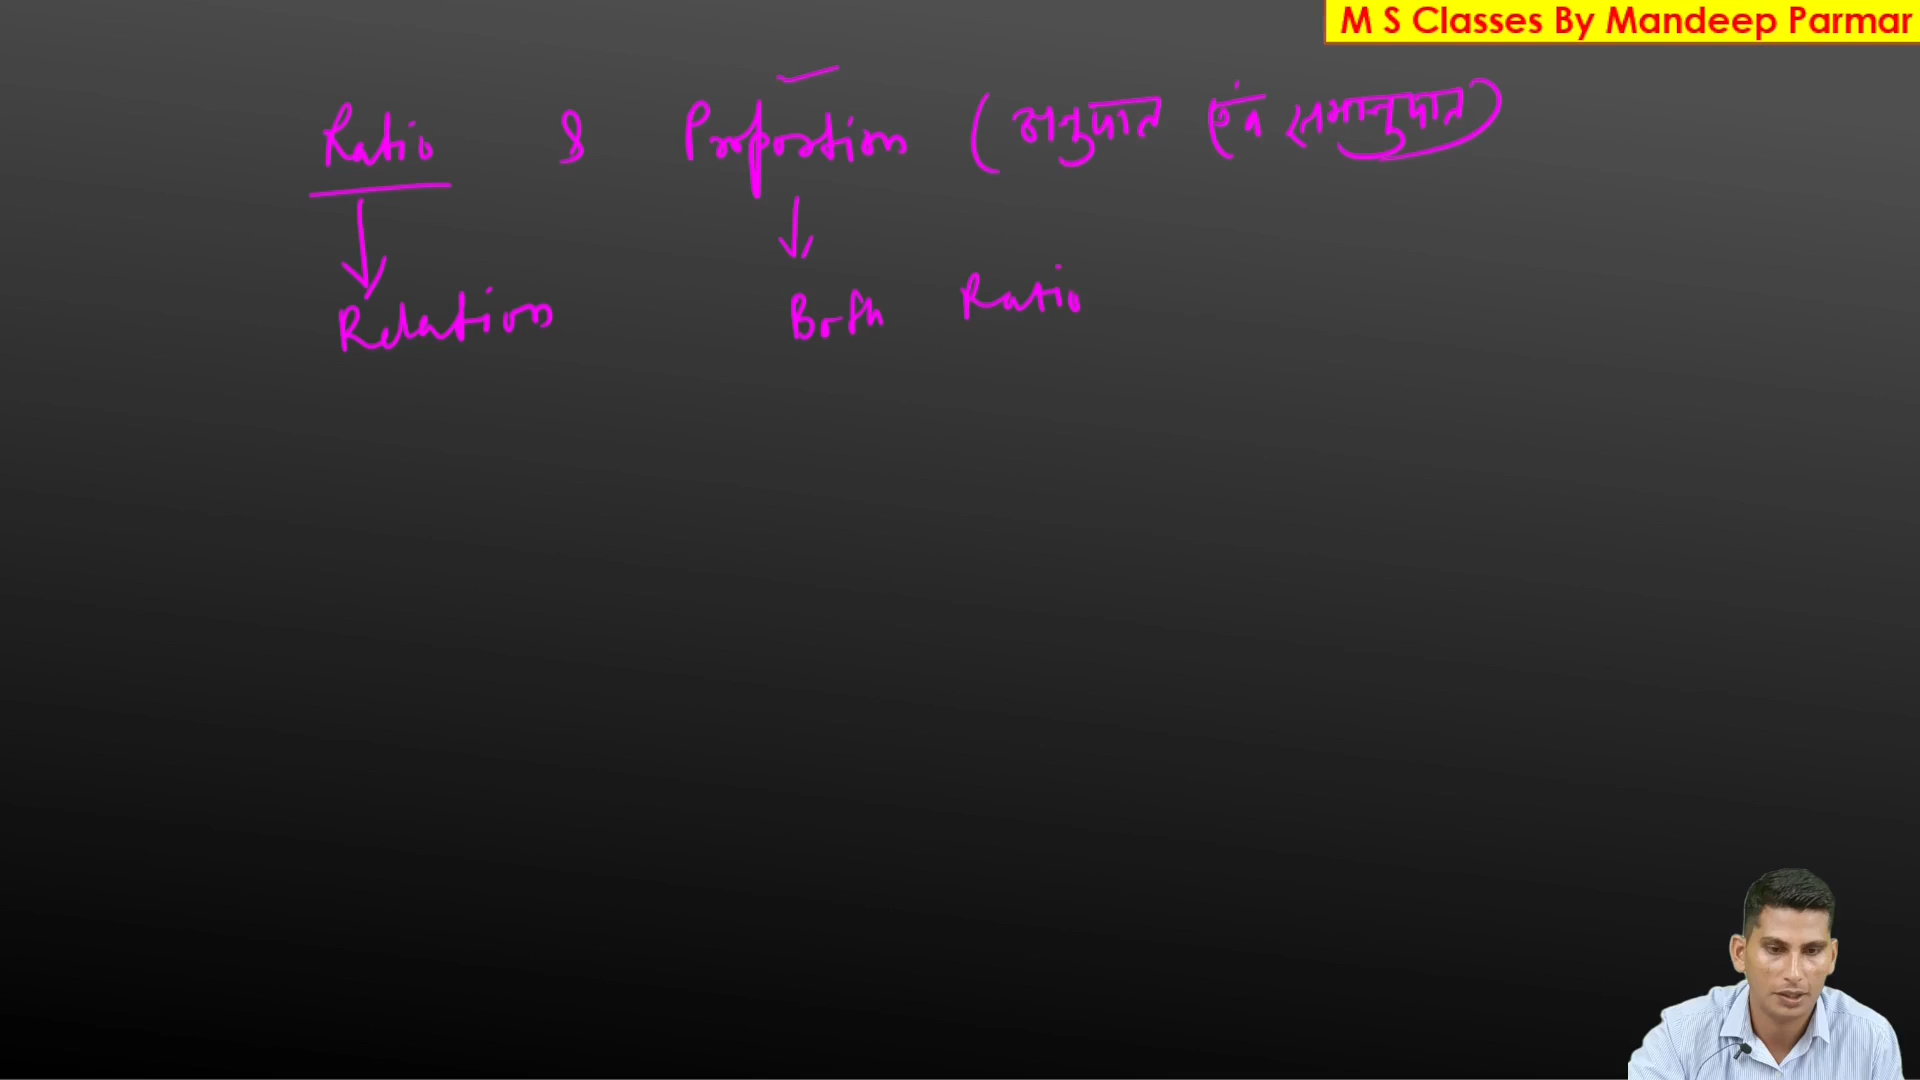 M S Classes By Mandeep Parmar
Ratio & Proportion (अनुपात एवं समानुपात)
Relation Both Ratio